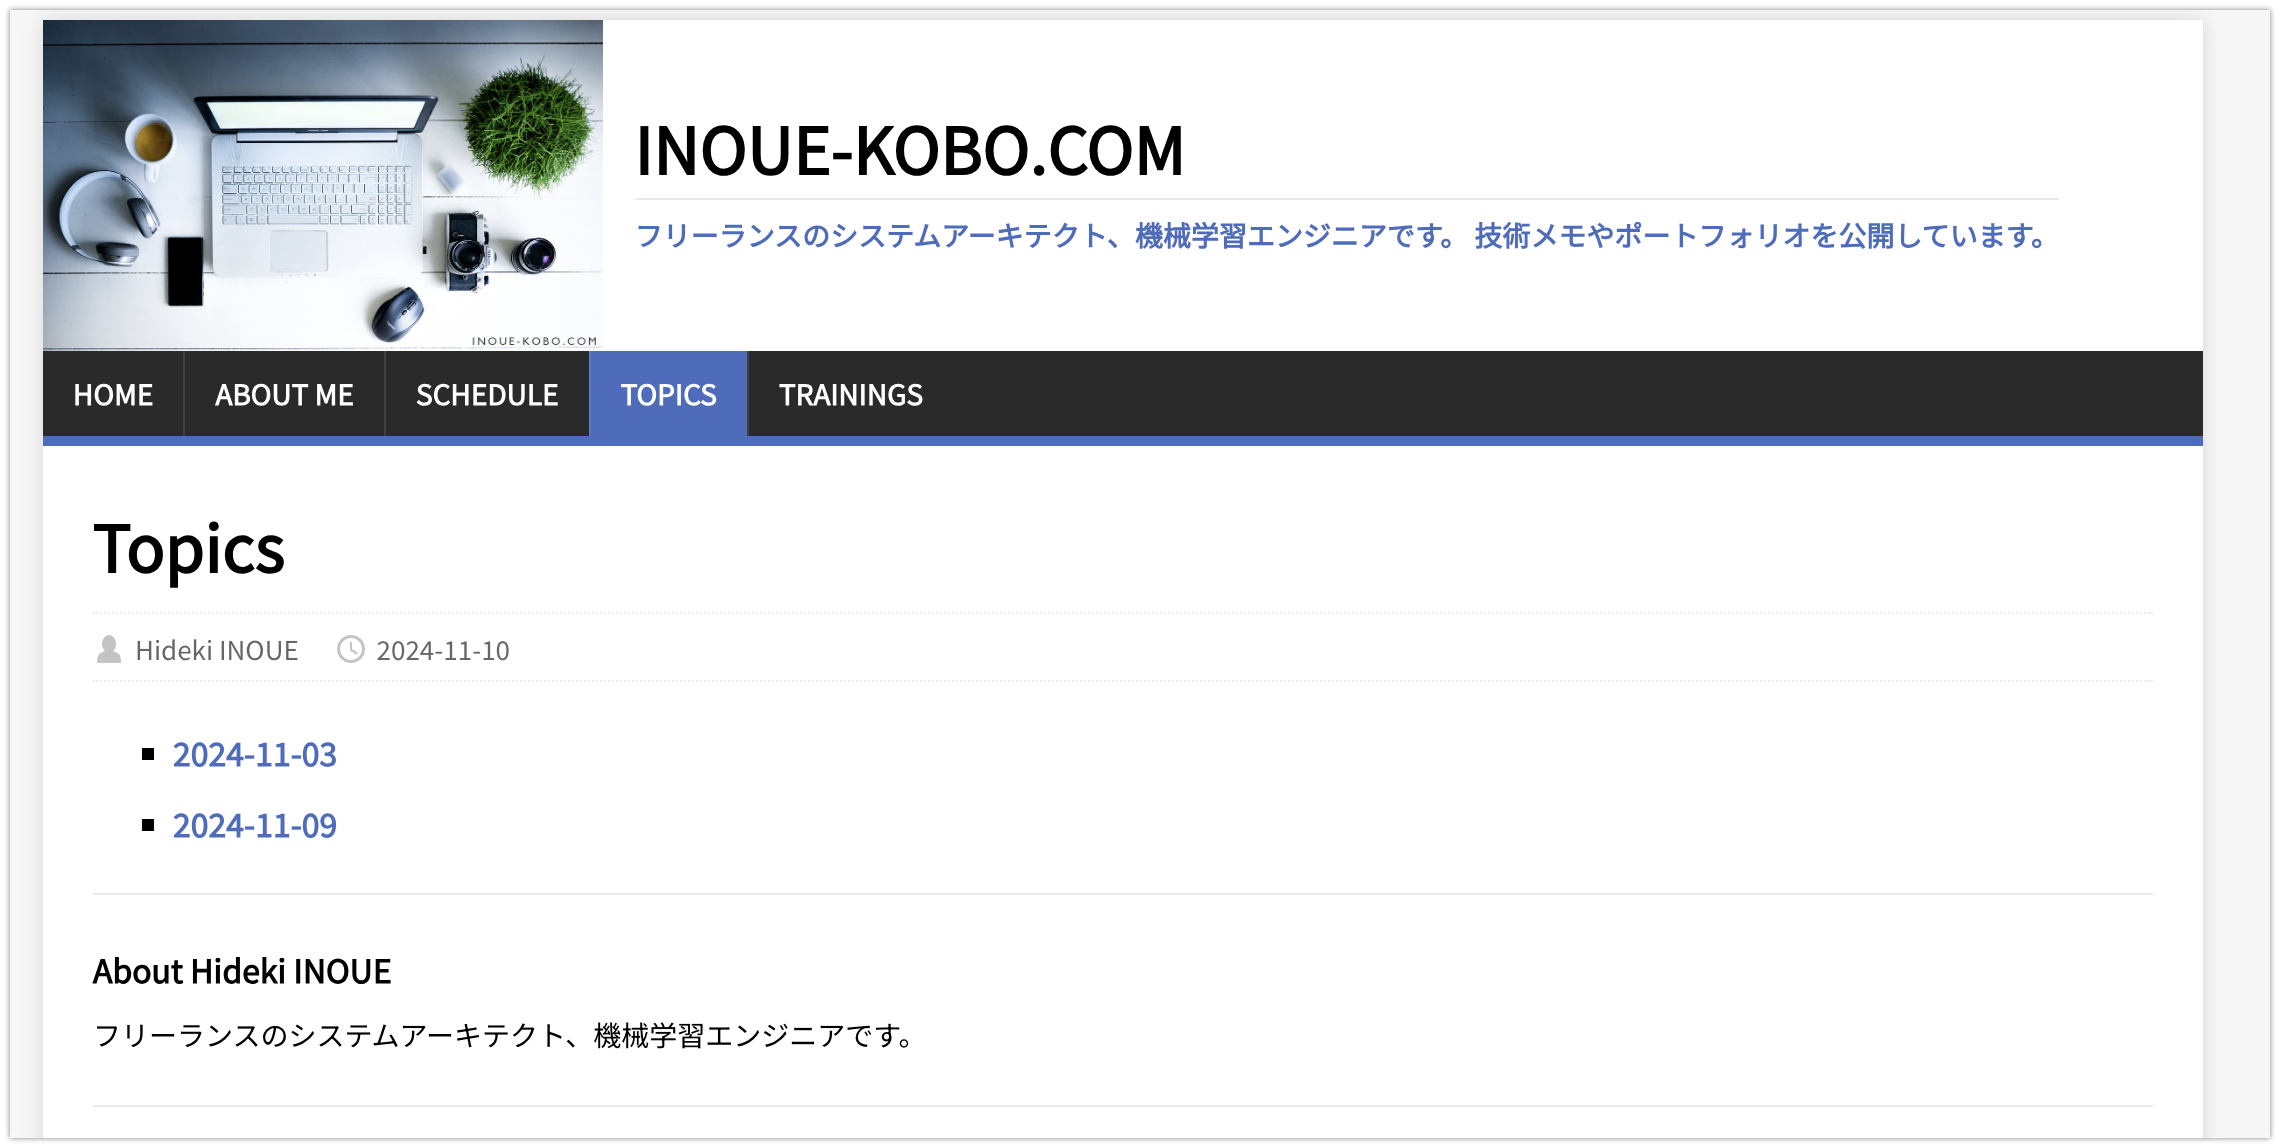 INOUE-KOBO.COM
フリーランスのシステムアーキテクト、機械学習エンジニアです。 技術メモやポートフォリオを公開しています。
INOUE-KOBO.COM
HOME ABOUT ME SCHEDULE TOPICS TRAININGS
Topics
Hideki INOUE 2024-11-10
2024-11-03
2024-11-09
About Hideki INOUE
フリーランスのシステムアーキテクト、機械学習エンジニアです。